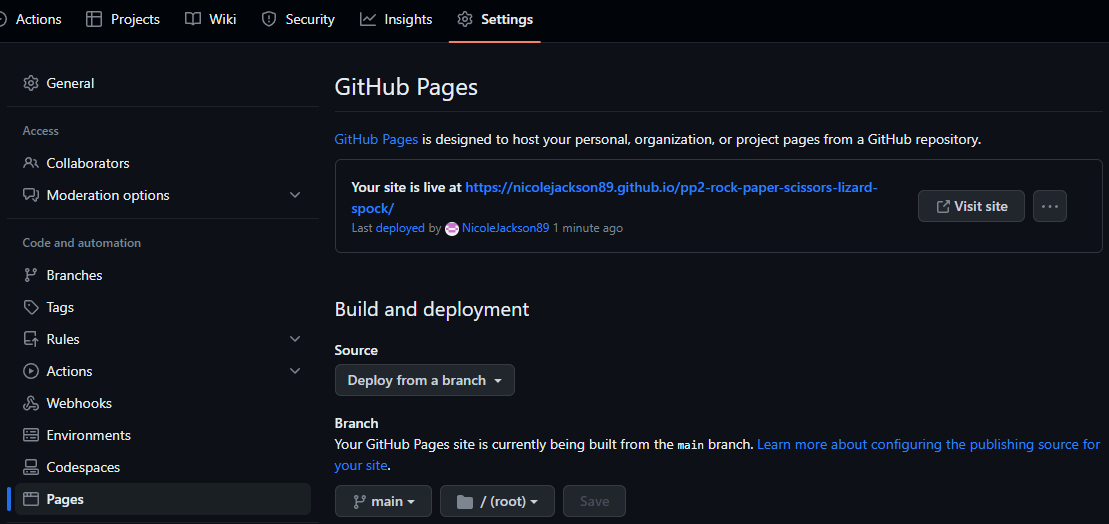 Actions Projects Wiki Security Insights Settings
General
Access
Collaborators
Moderation options
Code and automation
Branches
Tags
Rules
Actions
Webhooks
Environments
Codespaces
Pages
GitHub Pages
GitHub Pages is designed to host your personal, organization, or project pages from a GitHub repository.
Your site is live at https://nicolejackson89.github.io/pp2-rock-paper-scissors-lizard-
spock/
Last deployed by NicoleJackson89 1 minute ago
Visit site
Build and deployment
Source
Deploy from a branch
Branch
Your GitHub Pages site is currently being built from the main branch. Learn more about configuring the publishing source for
your site.
main / (root) Save